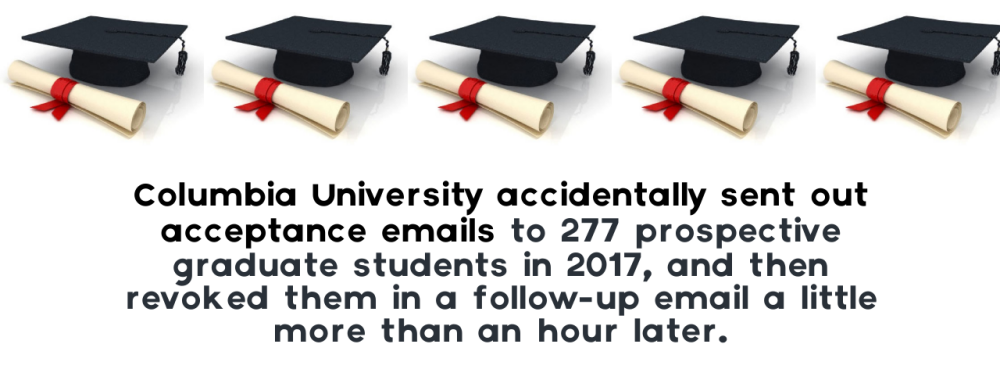 Columbia University accidentally sent out
acceptance emails to 277 prospective
graduate students in 2017, and then
revoked them in a follow-up email a little
more than an hour later.